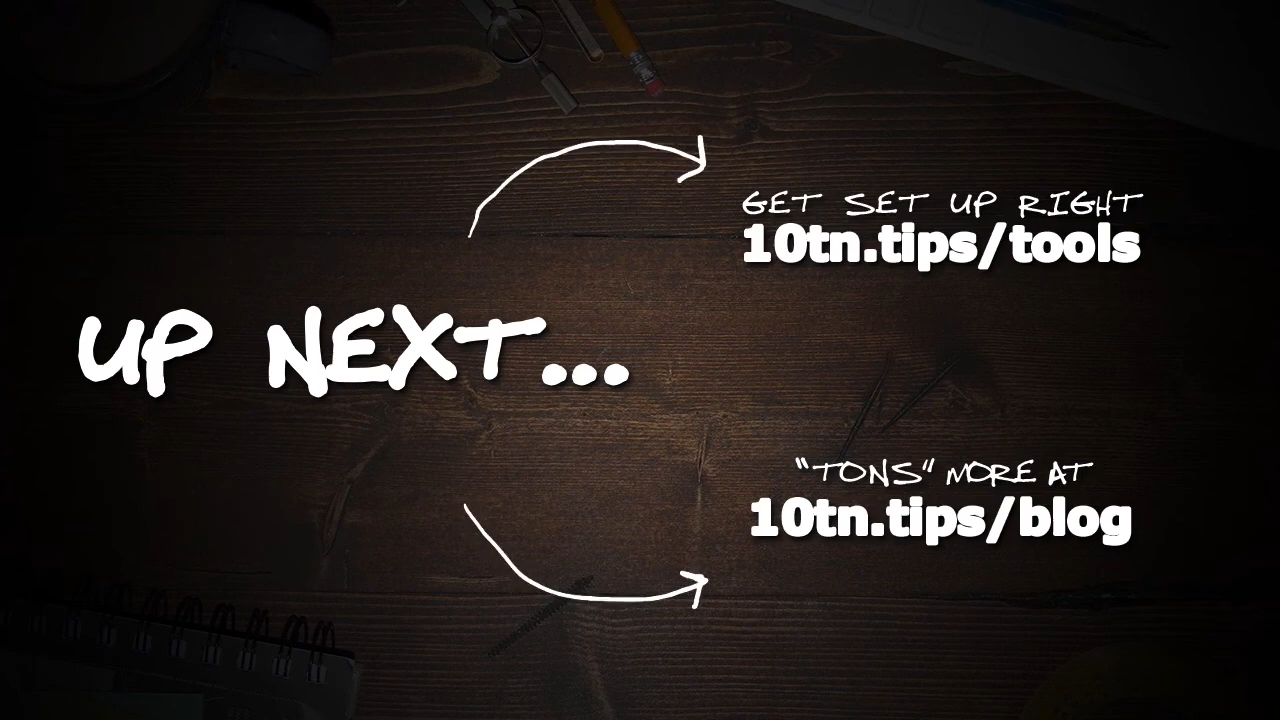 GET SET UP RIGHT
10tn.tips/tools
UP NEXT...
"TONS" MORE AT
10tn.tips/blog